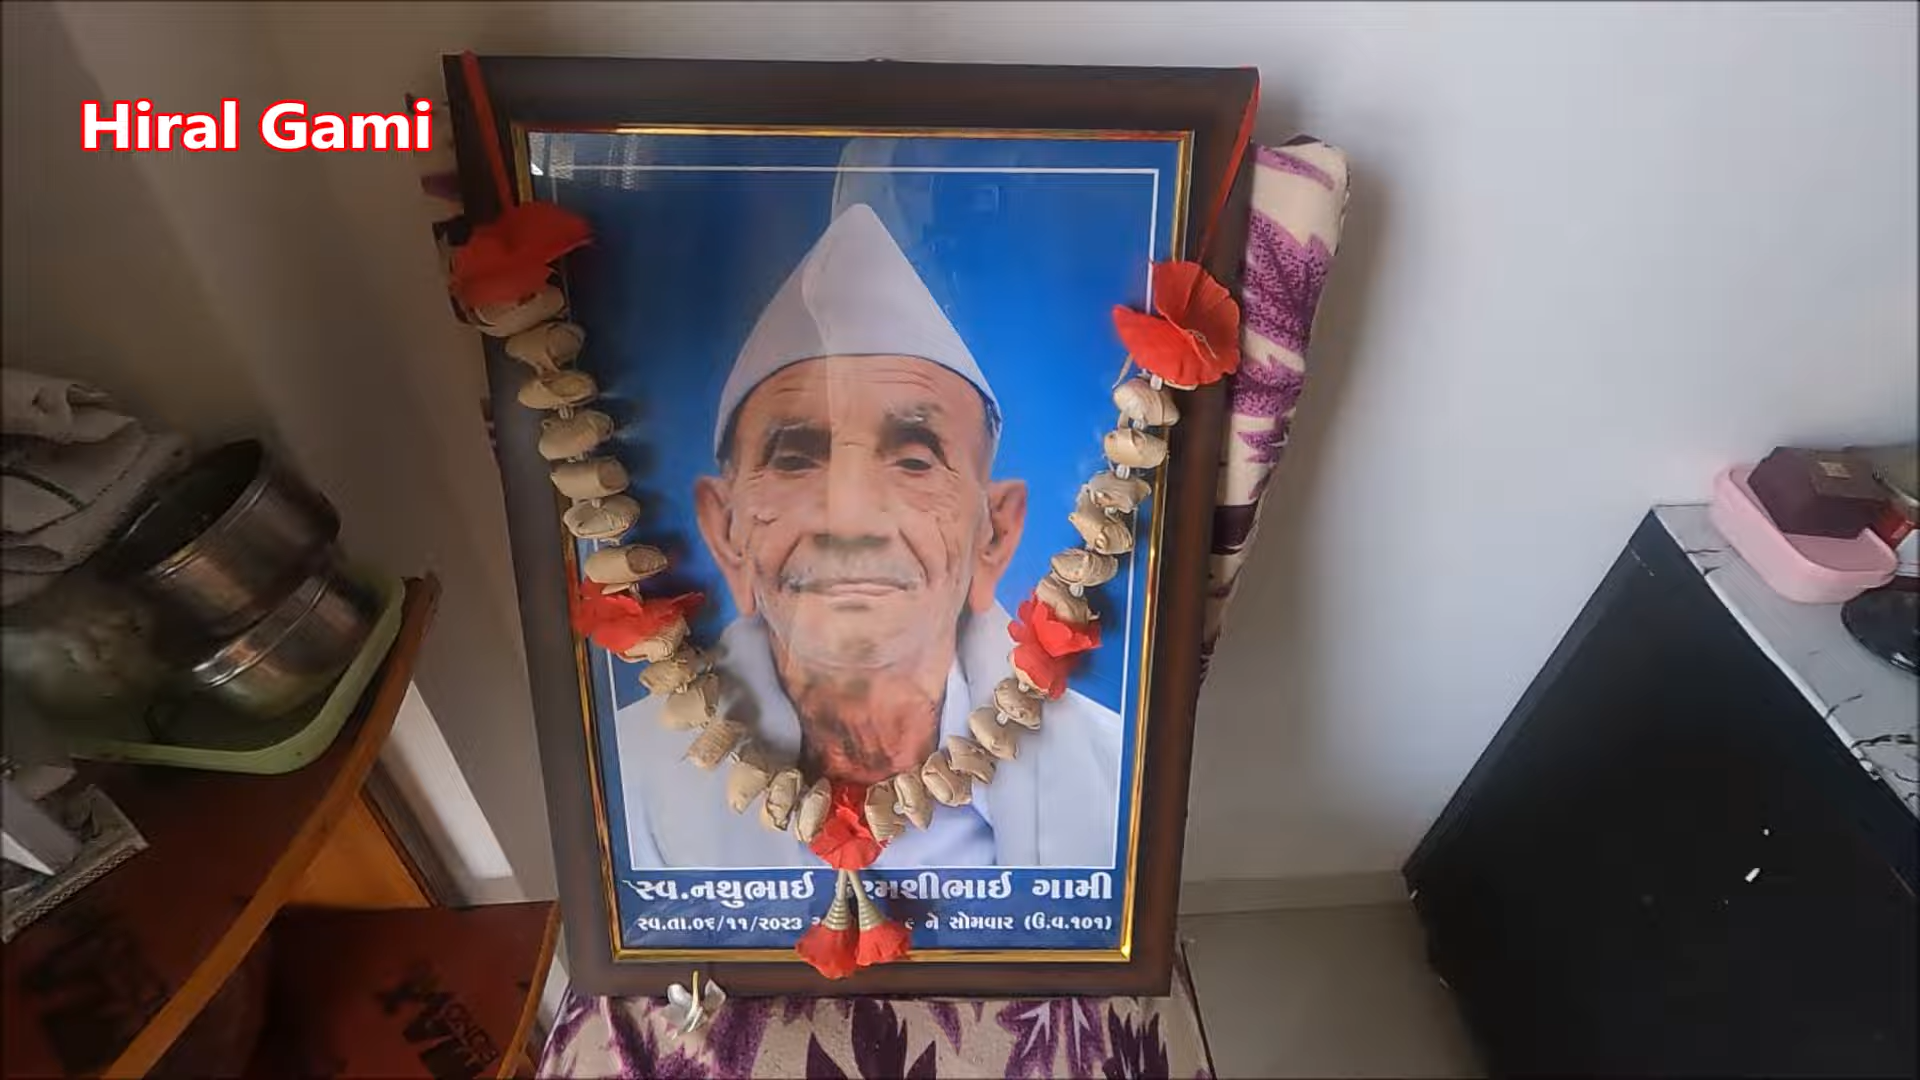 Hiral Gami
સ્વ.નથુભાઈ ગામી
સ્વ.તા.૦૬/૧૧/૨૦૨૩ ને સોમવાર (ઉ.વ.૧૦૧)